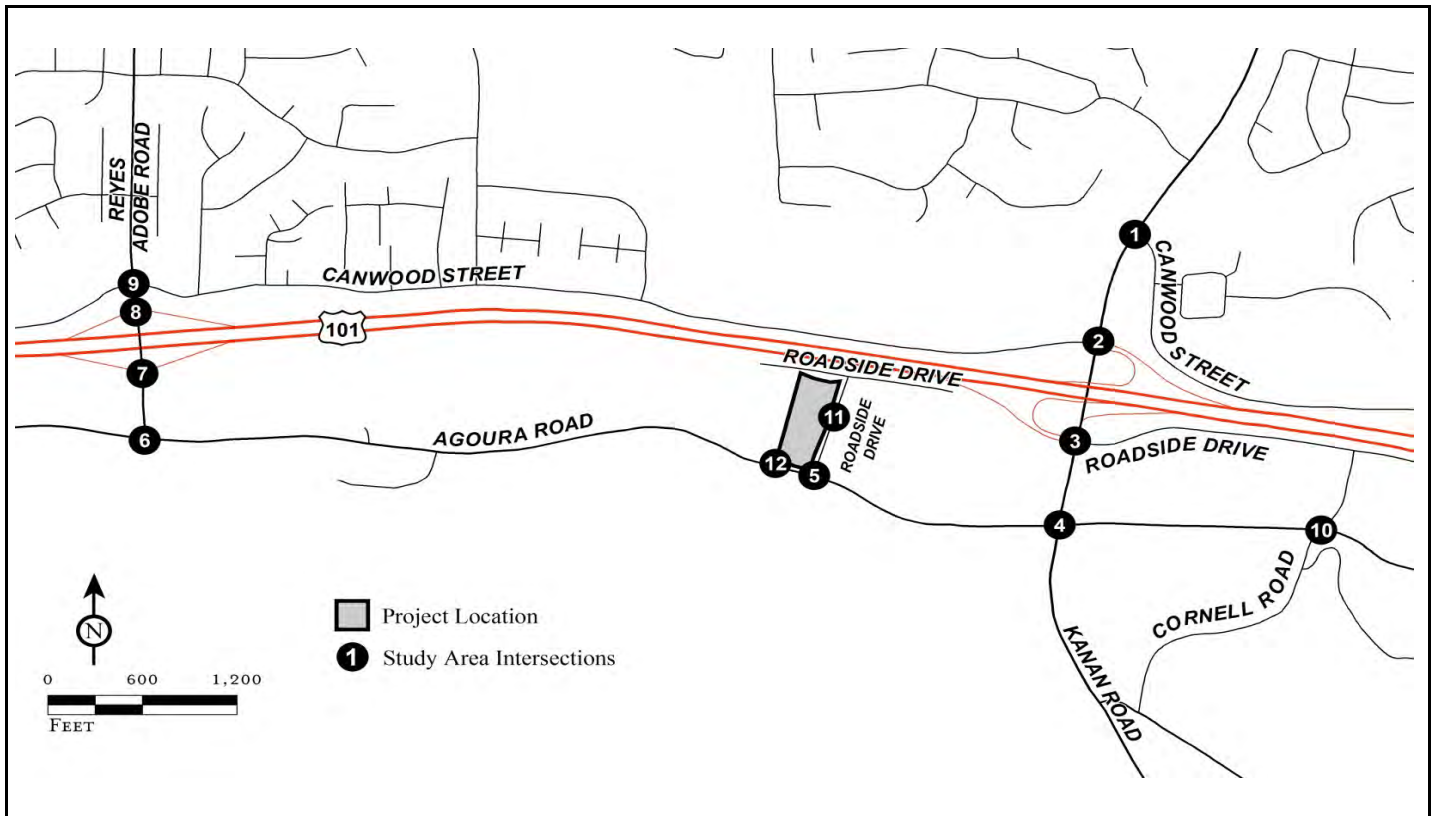 REYES
ADOBE ROAD
1
CANWOOD
STREET
9
CANWOOD STREET
8
101
2
7
ROADSIDE DRIVE
11
ROADSIDE
DRIVE
6
AGOURA ROAD
3
ROADSIDE DRIVE
12
5
4
10
CORNELL ROAD
KANAN ROAD
N
Project Location
1 Study Area Intersections
0 600 1,200
FEET